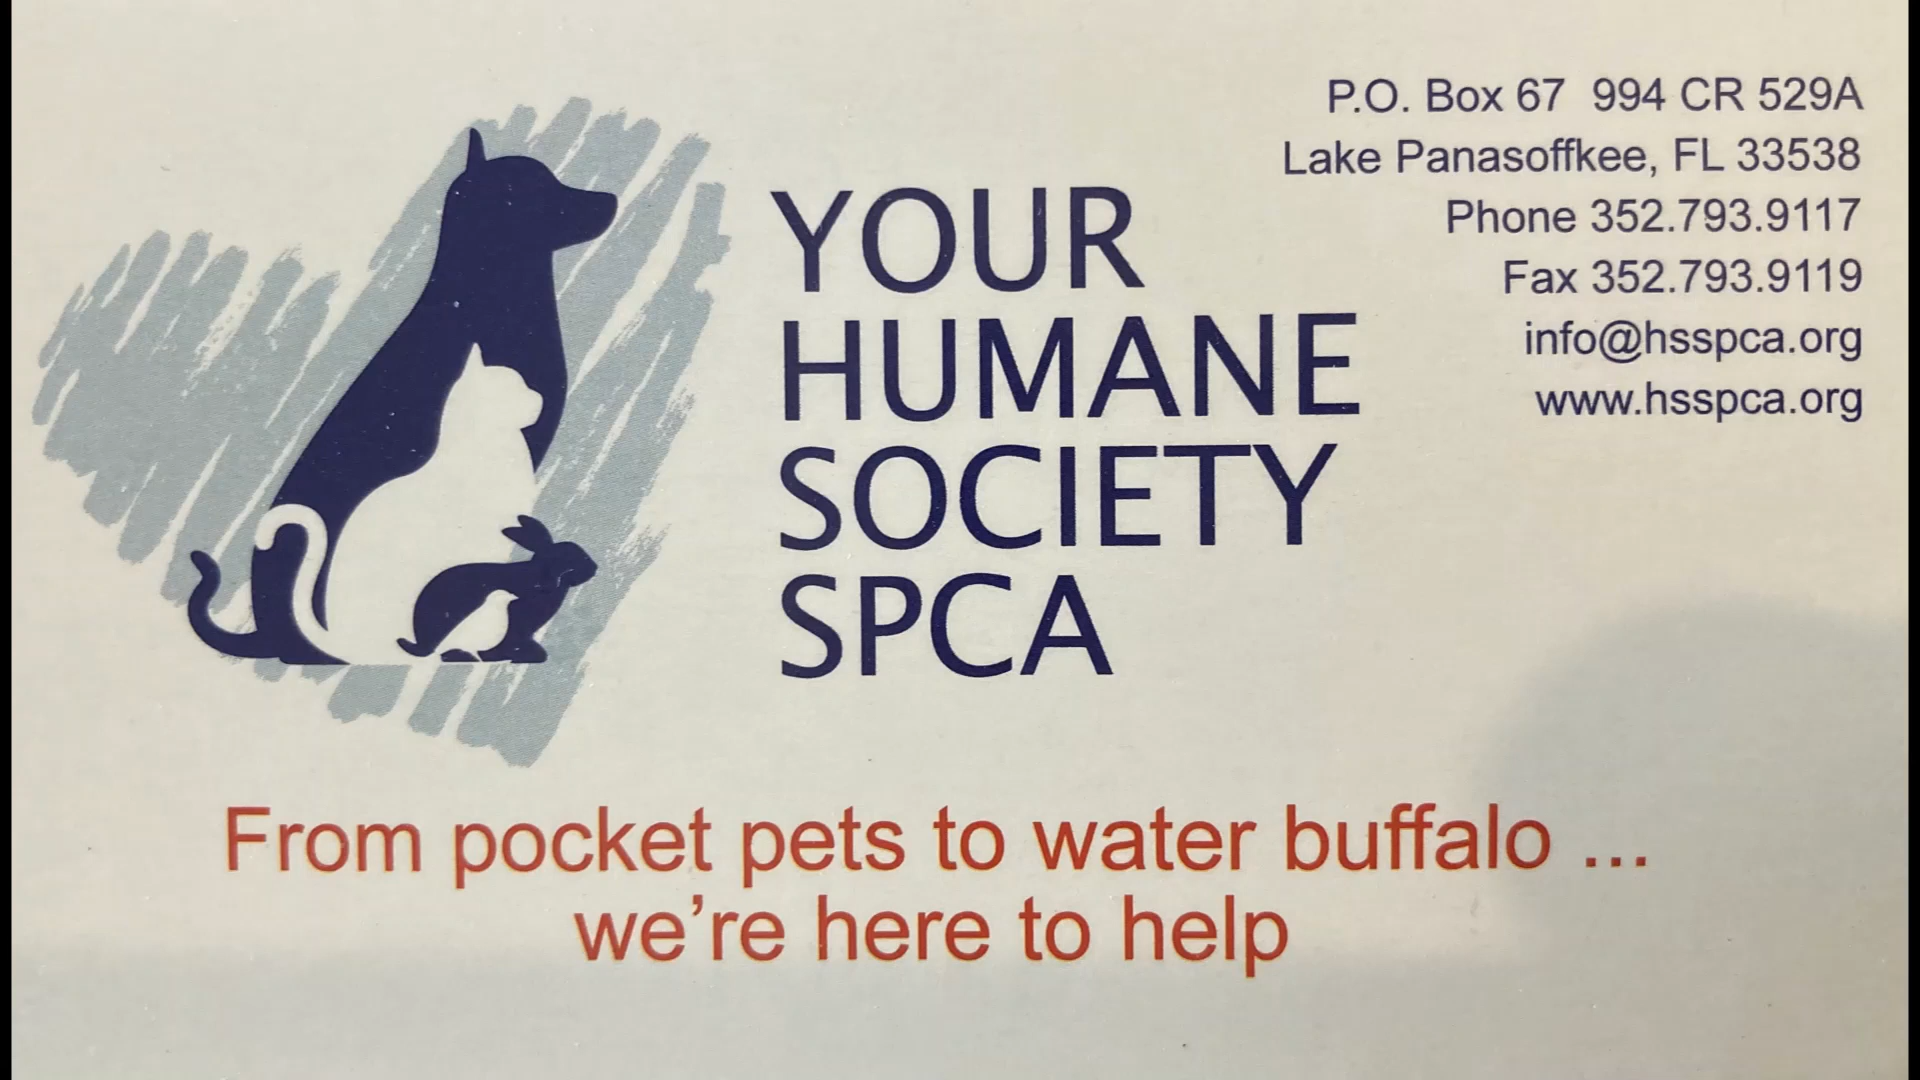 P.O. Box 67  994 CR 529A
Lake Panasoffkee, FL 33538
Phone 352.793.9117
Fax 352.793.9119
info@hsspca.org
www.hsspca.org
YOUR
HUMANE
SOCIETY
SPCA
From pocket pets to water buffalo ...
we're here to help